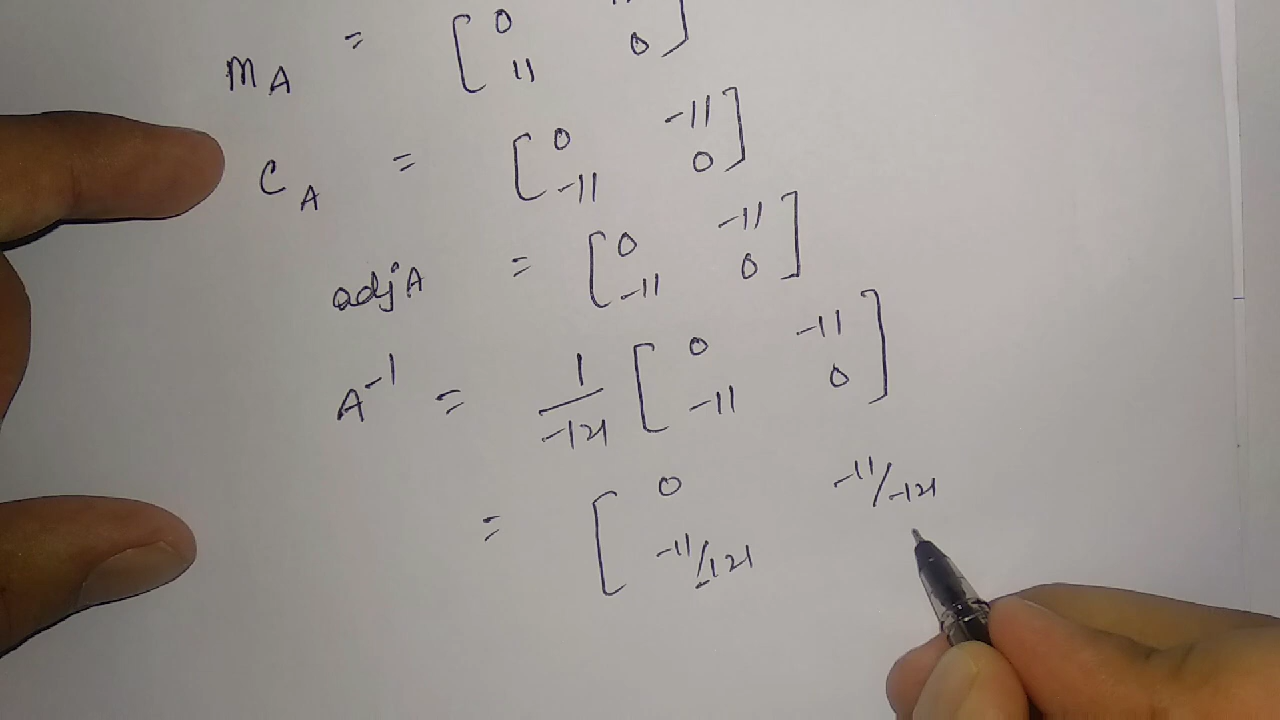 M_A = [ 0
11 0 ]
C_A = [ 0 -11
-11 0 ]
adj A = [ 0 -11
-11 0 ]
A^-1 = 1/-121 [ 0 -11
-11 0 ]
= [ 0 -11/-121
-11/-121